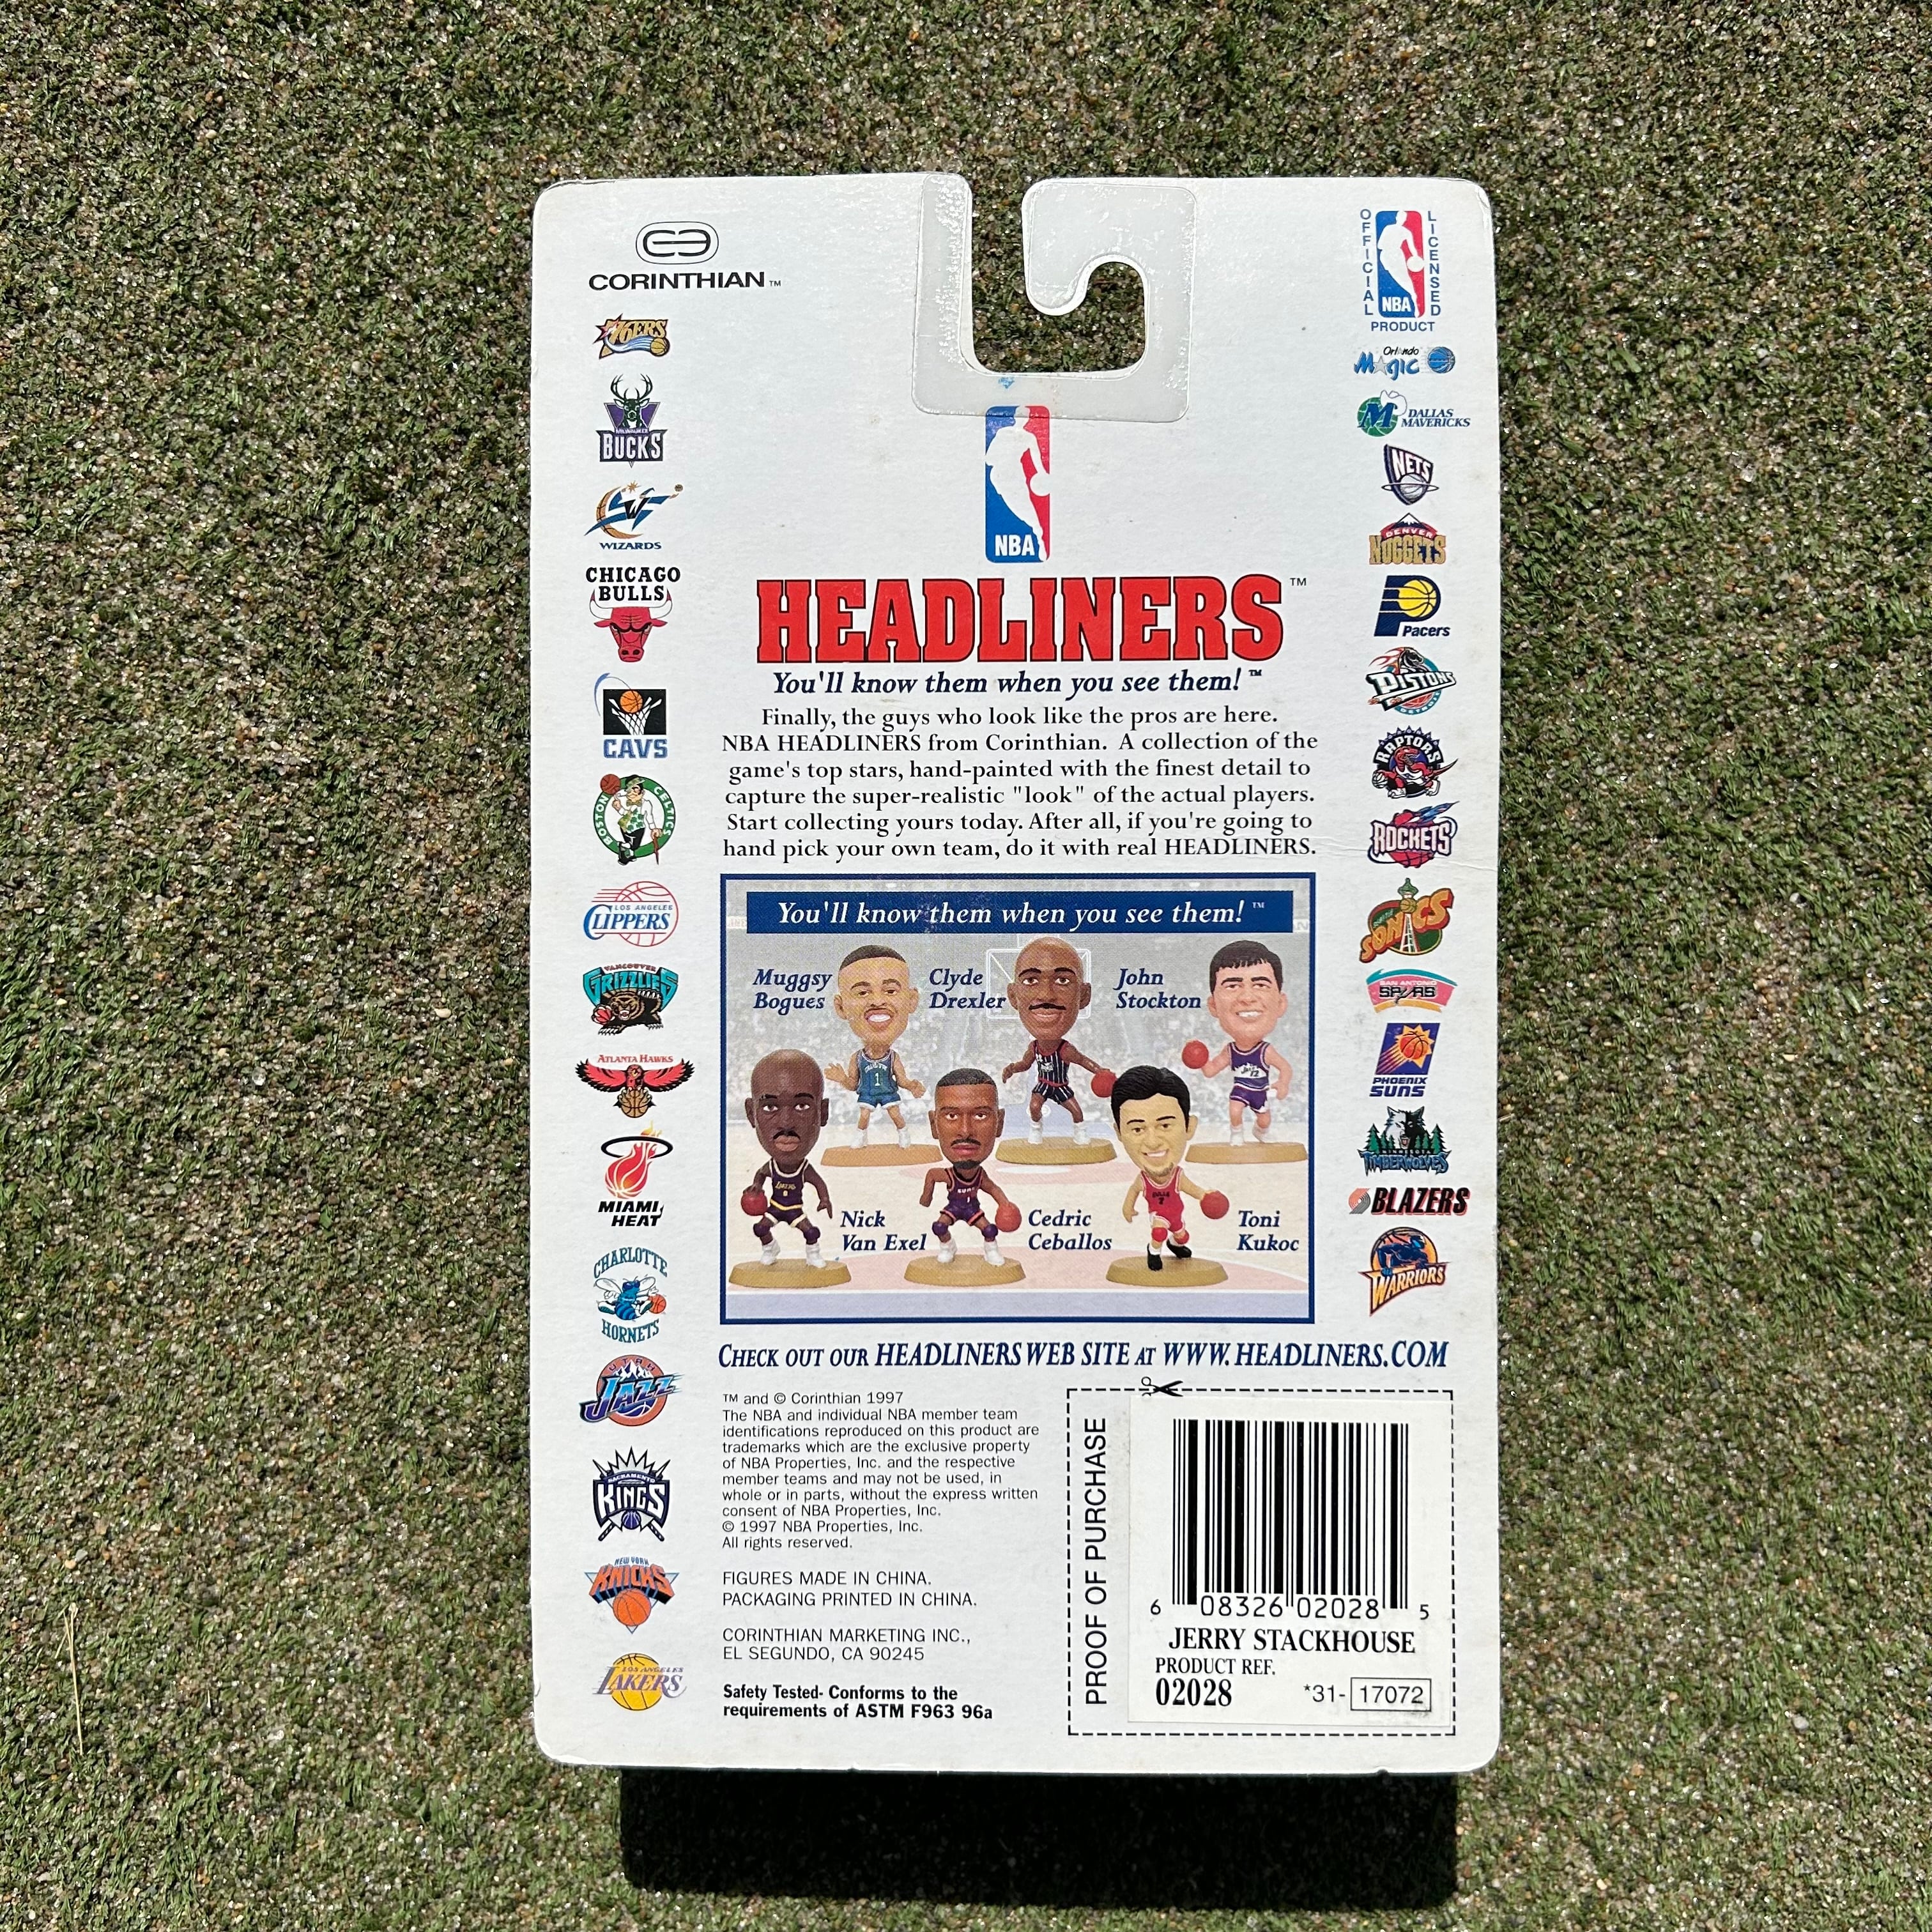 CORINTHIAN™
OFFICIAL LICENSED
NBA
PRODUCT
76ERS
MILWAUKEE
BUCKS
WIZARDS
CHICAGO
BULLS
CAVS
BOSTON CELTICS
LOS ANGELES
CLIPPERS
VANCOUVER
GRIZZLIES
ATLANTA HAWKS
MIAMI
HEAT
CHARLOTTE
HORNETS
UTAH
JAZZ
SACRAMENTO
KINGS
NEW YORK
KNICKS
LOS ANGELES
LAKERS
NBA
HEADLINERS™
You'll know them when you see them!™
Finally, the guys who look like the pros are here.
NBA HEADLINERS from Corinthian. A collection of the
game's top stars, hand-painted with the finest detail to
capture the super-realistic "look" of the actual players.
Start collecting yours today. After all, if you're going to
hand pick your own team, do it with real HEADLINERS.
You'll know them when you see them!™
Muggsy
Bogues
Clyde
Drexler
John
Stockton
Nick
Van Exel
Cedric
Ceballos
Toni
Kukoc
CHECK OUT OUR HEADLINERS WEB SITE AT WWW.HEADLINERS.COM
TM and © Corinthian 1997
The NBA and individual NBA member team
identifications reproduced on this product are
trademarks which are the exclusive property
of NBA Properties, Inc. and the respective
member teams and may not be used, in
whole or in parts, without the express written
consent of NBA Properties, Inc.
© 1997 NBA Properties, Inc.
All rights reserved.
FIGURES MADE IN CHINA.
PACKAGING PRINTED IN CHINA.
CORINTHIAN MARKETING INC.,
EL SEGUNDO, CA 90245
Safety Tested- Conforms to the
requirements of ASTM F963 96a
PROOF OF PURCHASE
6 08326 02028 5
JERRY STACKHOUSE
PRODUCT REF.
02028 *31- 17072
Orlando
Magic
DALLAS
MAVERICKS
NETS
DENVER
NUGGETS
Pacers
PISTONS
DETROIT
RAPTORS
ROCKETS
SONICS
SAN ANTONIO
SPURS
PHOENIX
SUNS
MINNESOTA
TIMBERWOLVES
BLAZERS
WARRIORS